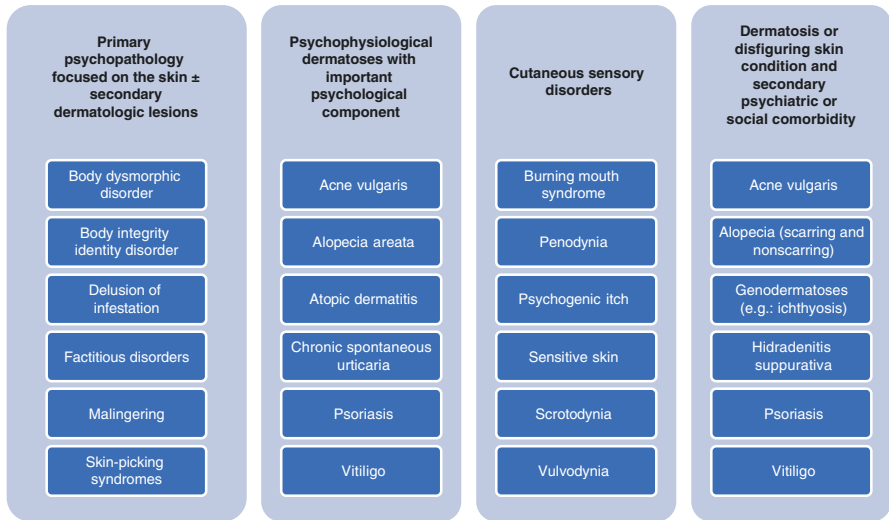 Primary
psychopathology
focused on the skin ±
secondary
dermatologic lesions
Body dysmorphic
disorder
Body integrity
identity disorder
Delusion of
infestation
Factitious disorders
Malingering
Skin-picking
syndromes
Psychophysiological
dermatoses with
important
psychological
component
Acne vulgaris
Alopecia areata
Atopic dermatitis
Chronic spontaneous
urticaria
Psoriasis
Vitiligo
Cutaneous sensory
disorders
Burning mouth
syndrome
Penodynia
Psychogenic itch
Sensitive skin
Scrotodynia
Vulvodynia
Dermatosis or
disfiguring skin
condition and
secondary
psychiatric or
social comorbidity
Acne vulgaris
Alopecia (scarring and
nonscarring)
Genodermatoses
(e.g.: ichthyosis)
Hidradenitis
suppurativa
Psoriasis
Vitiligo